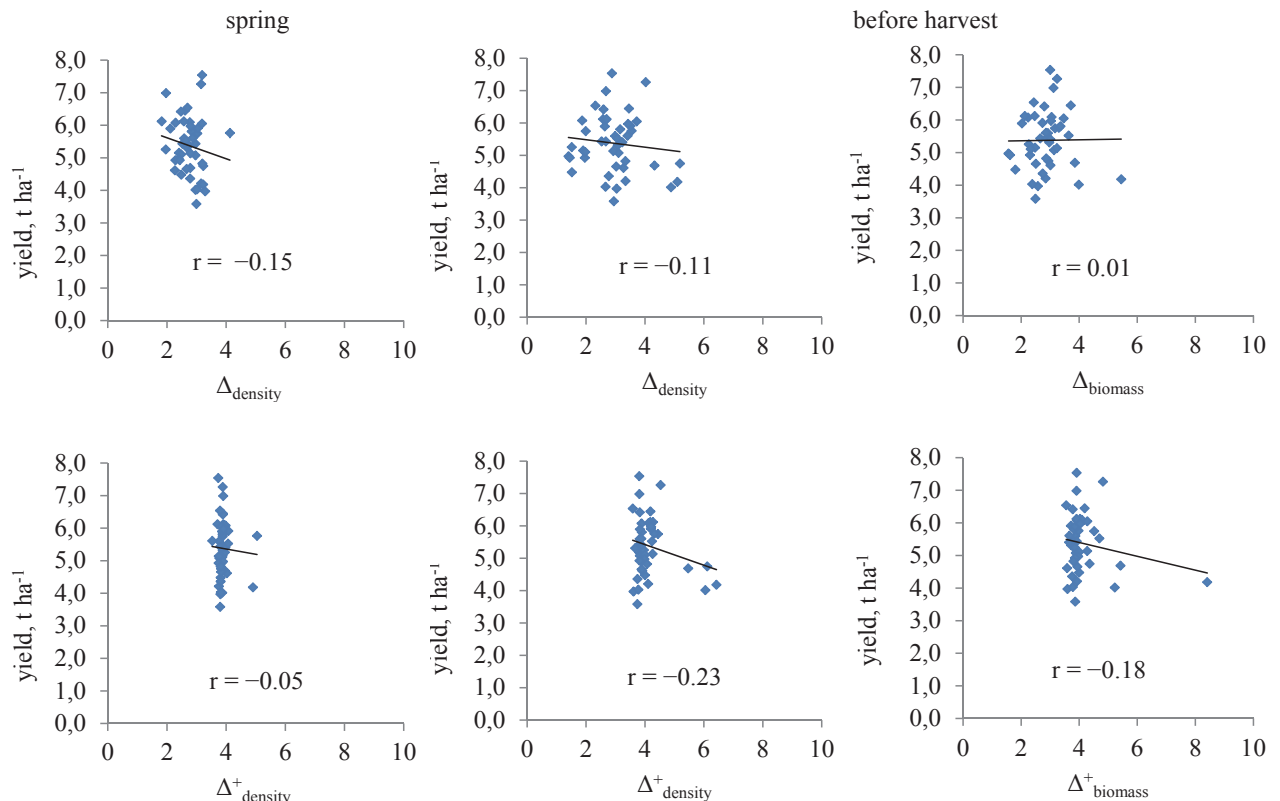 spring
before harvest
8,0
7,0
6,0
5,0
4,0
3,0
2,0
1,0
0,0
yield, t ha⁻¹
r = −0.15
0 2 4 6 8 10
Δdensity
8,0
7,0
6,0
5,0
4,0
3,0
2,0
1,0
0,0
yield, t ha⁻¹
r = −0.11
0 2 4 6 8 10
Δdensity
8,0
7,0
6,0
5,0
4,0
3,0
2,0
1,0
0,0
yield, t ha⁻¹
r = 0.01
0 2 4 6 8 10
Δbiomass
8,0
7,0
6,0
5,0
4,0
3,0
2,0
1,0
0,0
yield, t ha⁻¹
r = −0.05
0 2 4 6 8 10
Δ⁺density
8,0
7,0
6,0
5,0
4,0
3,0
2,0
1,0
0,0
yield, t ha⁻¹
r = −0.23
0 2 4 6 8 10
Δ⁺density
8,0
7,0
6,0
5,0
4,0
3,0
2,0
1,0
0,0
yield, t ha⁻¹
r = −0.18
0 2 4 6 8 10
Δ⁺biomass